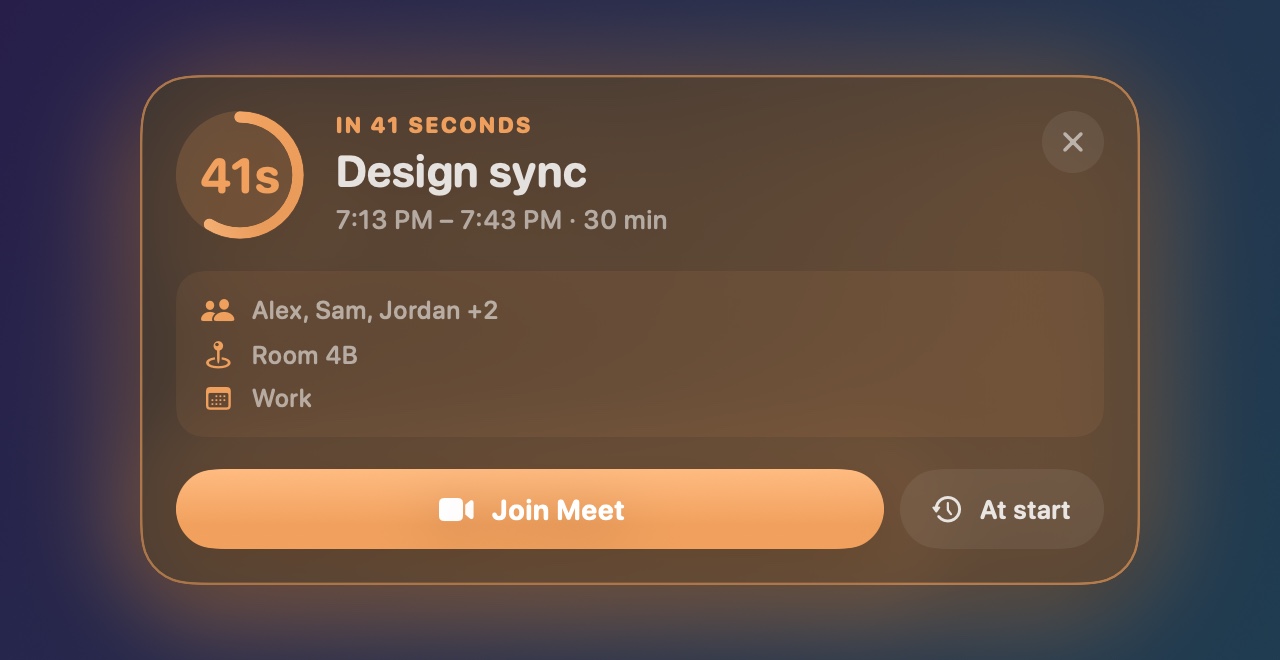 41s
IN 41 SECONDS
Design sync
7:13 PM – 7:43 PM · 30 min
Alex, Sam, Jordan +2
Room 4B
Work
Join Meet
At start